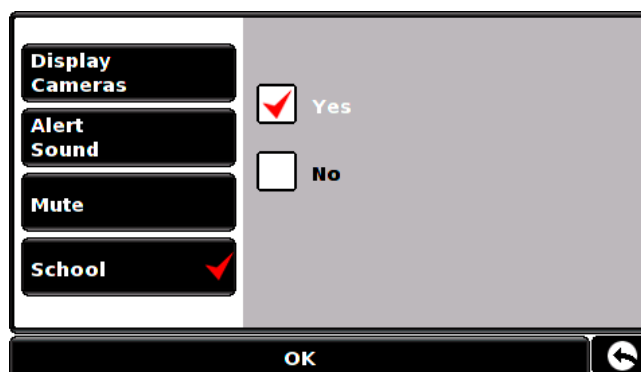 Display
Cameras
Alert
Sound
Mute
School
Yes
No
OK